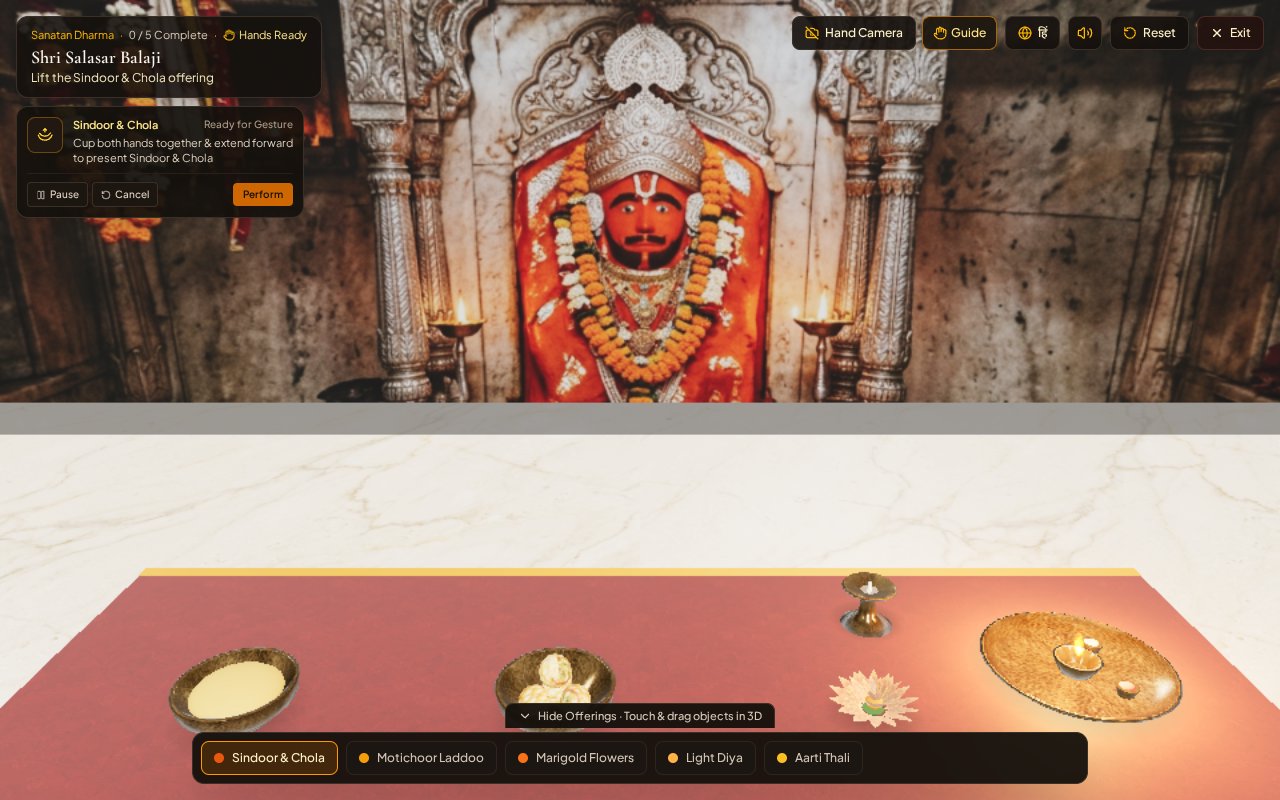 Sanatan Dharma · 0 / 5 Complete · Hands Ready
Shri Salasar Balaji
Lift the Sindoor & Chola offering
Hand Camera
Guide
हिं
Reset
Exit
Sindoor & Chola
Ready for Gesture
Cup both hands together & extend forward
to present Sindoor & Chola
Pause
Cancel
Perform
Hide Offerings · Touch & drag objects in 3D
Sindoor & Chola
Motichoor Laddoo
Marigold Flowers
Light Diya
Aarti Thali